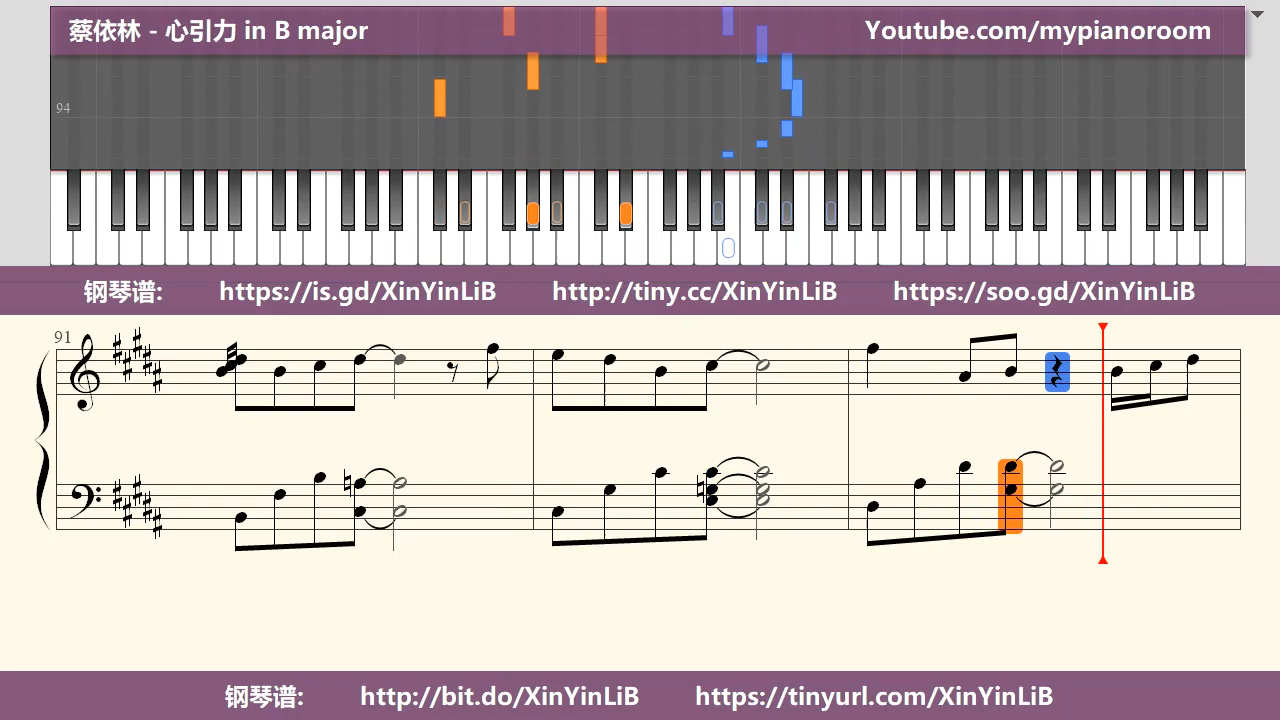 蔡依林 - 心引力 in B major
Youtube.com/mypianoroom
94
钢琴谱: https://is.gd/XinYinLiB http://tiny.cc/XinYinLiB https://soo.gd/XinYinLiB
91
钢琴谱: http://bit.do/XinYinLiB https://tinyurl.com/XinYinLiB